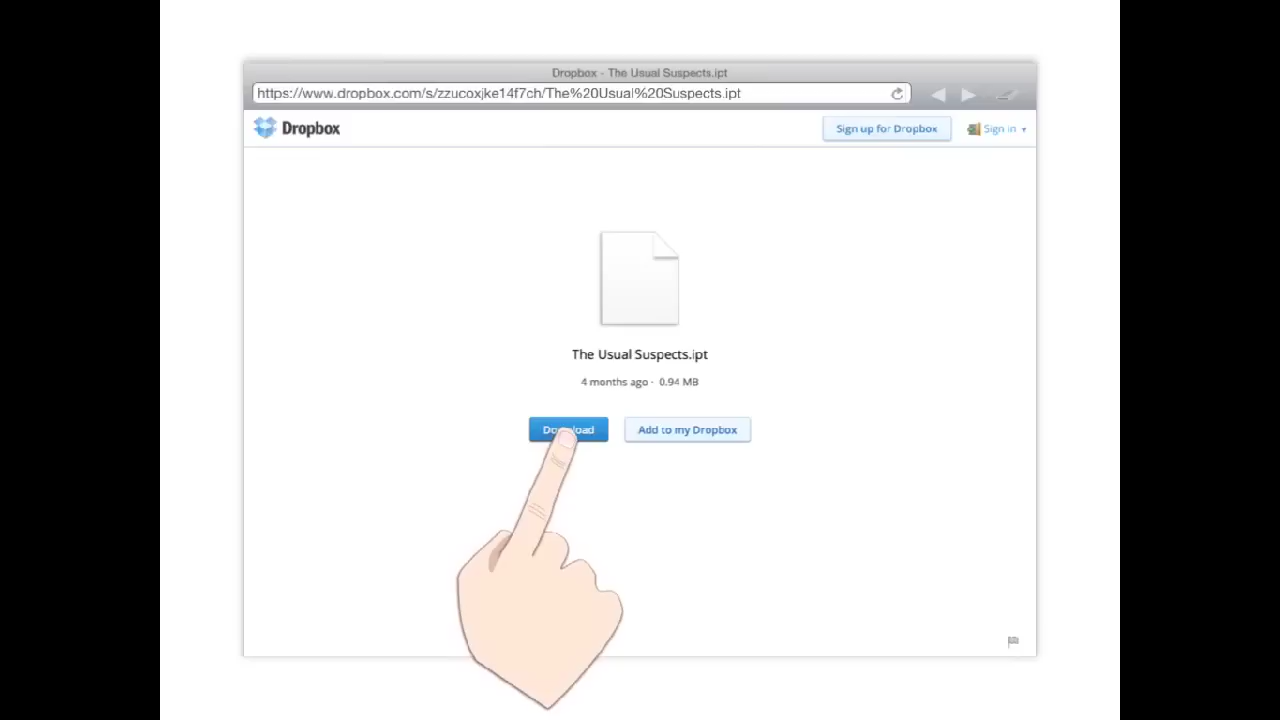 Dropbox - The Usual Suspects.ipt
https://www.dropbox.com/s/zzucoxjke14f7ch/The%20Usual%20Suspects.ipt
Dropbox
Sign up for Dropbox
Sign in
The Usual Suspects.ipt
4 months ago · 0.94 MB
Download
Add to my Dropbox